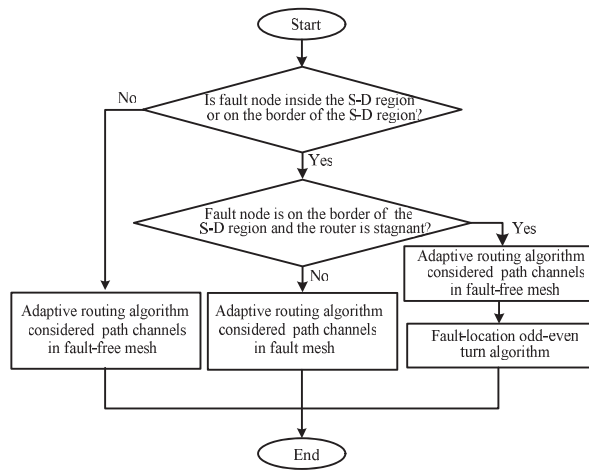 Start
Is fault node inside the S-D region
or on the border of the S-D region?
No
Yes
Fault node is on the border of the
S-D region and the router is stagnant?
Yes
No
Adaptive routing algorithm
considered path channels
in fault-free mesh
Adaptive routing algorithm
considered path channels
in fault mesh
Adaptive routing algorithm
considered path channels
in fault-free mesh
Fault-location odd-even
turn algorithm
End